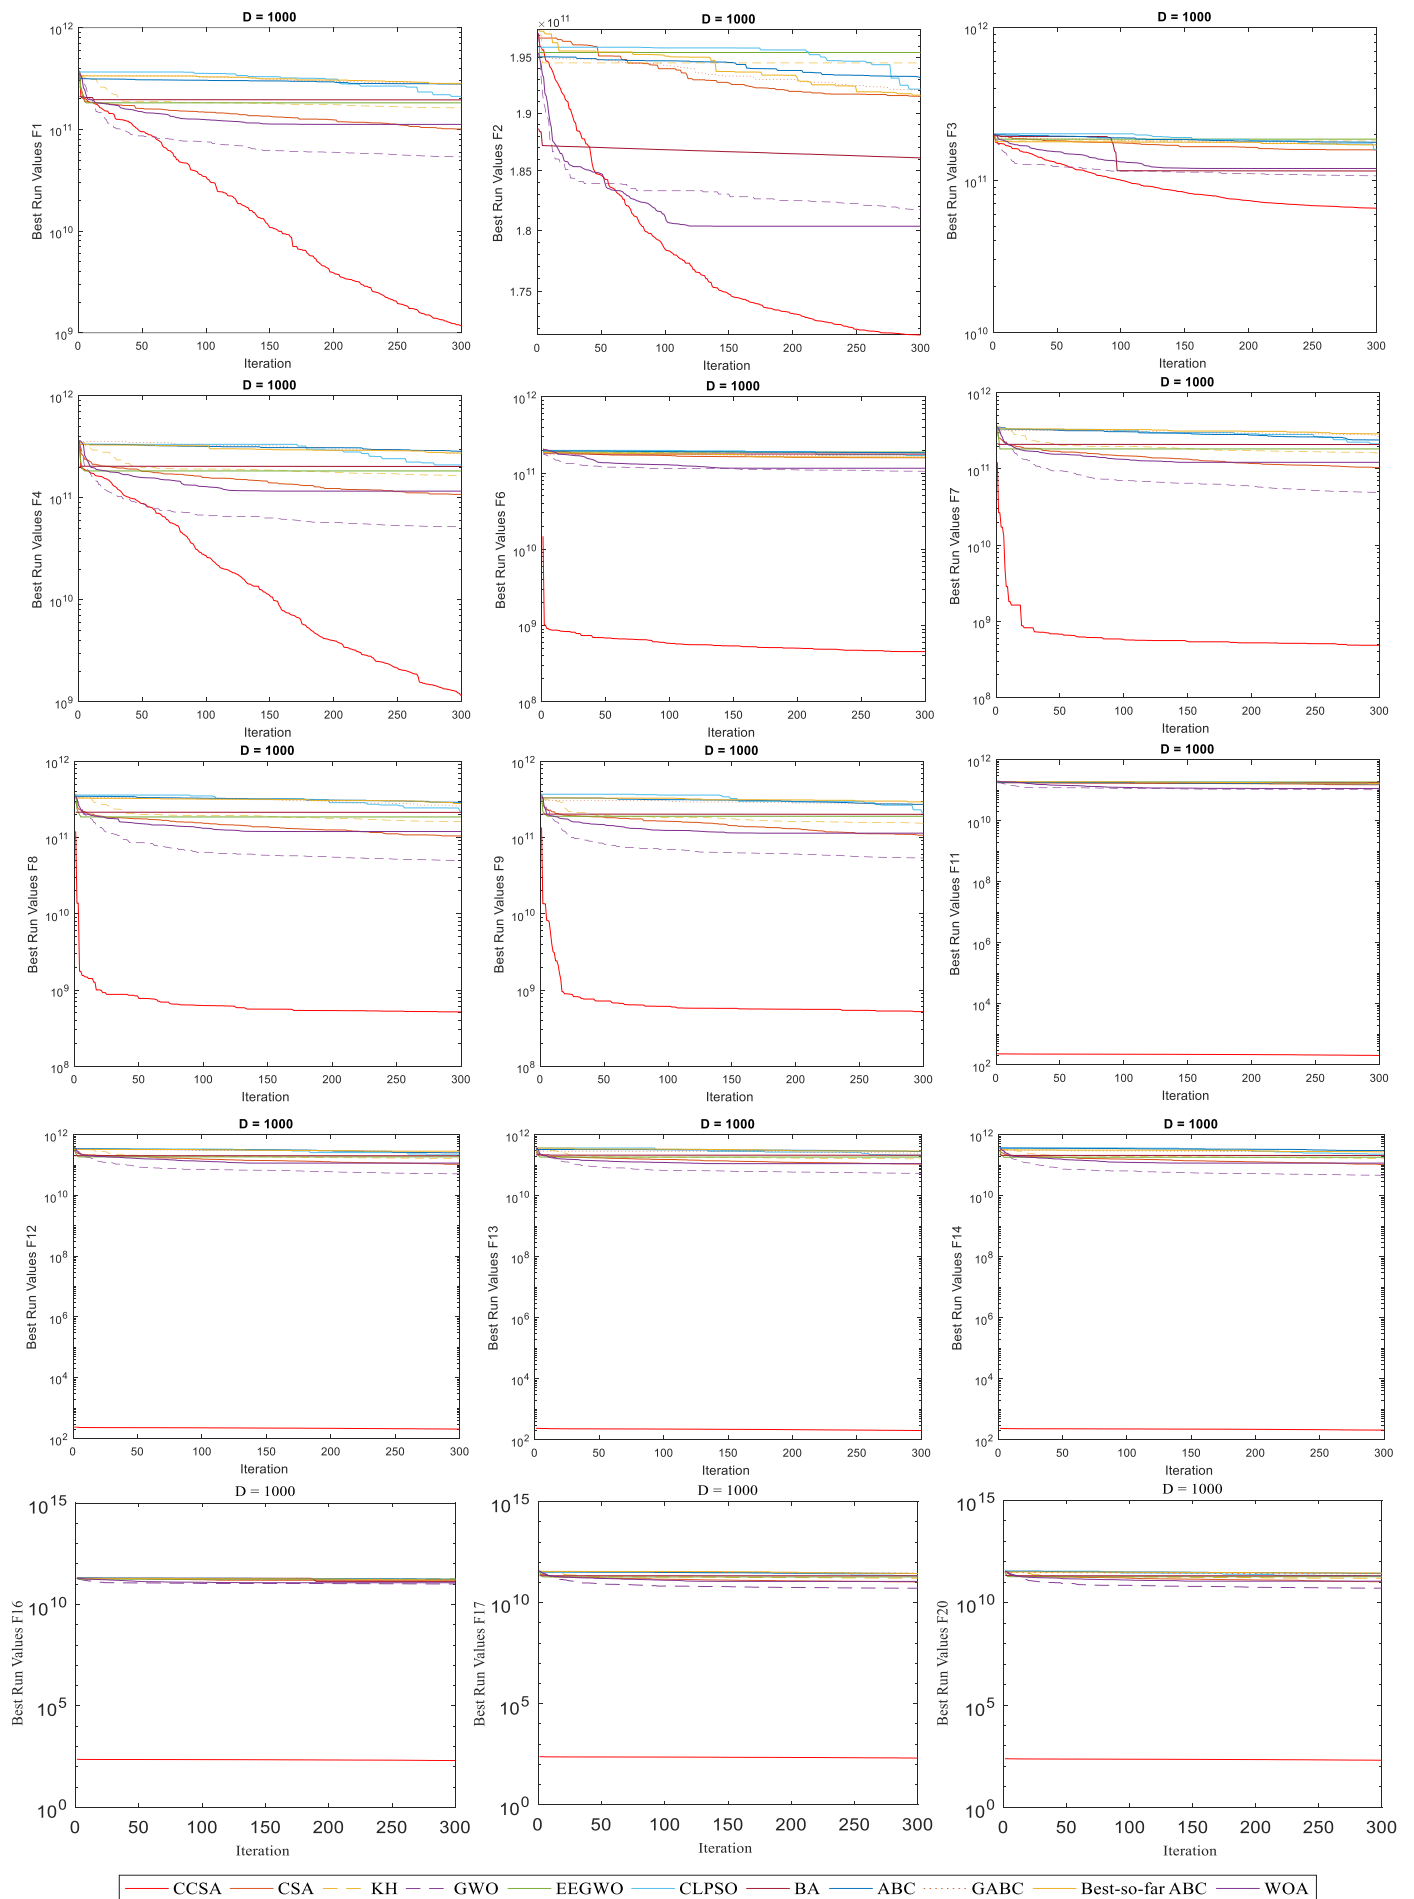 D = 1000
D = 1000
D = 1000
× 10^11
10^12
10^11
10^10
10^9
Best Run Values F1
0 50 100 150 200 250 300
Iteration
1.95
1.9
1.85
1.8
1.75
Best Run Values F2
0 50 100 150 200 250 300
Iteration
10^12
10^11
10^10
Best Run Values F3
0 50 100 150 200 250 300
Iteration
D = 1000
10^12
10^11
10^10
10^9
Best Run Values F4
0 50 100 150 200 250 300
Iteration
D = 1000
10^12
10^11
10^10
10^9
10^8
Best Run Values F6
0 50 100 150 200 250 300
Iteration
D = 1000
10^12
10^11
10^10
10^9
10^8
Best Run Values F7
0 50 100 150 200 250 300
Iteration
D = 1000
10^12
10^11
10^10
10^9
10^8
Best Run Values F8
0 50 100 150 200 250 300
Iteration
D = 1000
10^12
10^11
10^10
10^9
10^8
Best Run Values F9
0 50 100 150 200 250 300
Iteration
D = 1000
10^12
10^10
10^8
10^6
10^4
10^2
Best Run Values F11
0 50 100 150 200 250 300
Iteration
D = 1000
10^12
10^10
10^8
10^6
10^4
10^2
Best Run Values F12
0 50 100 150 200 250 300
Iteration
D = 1000
10^12
10^10
10^8
10^6
10^4
10^2
Best Run Values F13
0 50 100 150 200 250 300
Iteration
D = 1000
10^12
10^10
10^8
10^6
10^4
10^2
Best Run Values F14
0 50 100 150 200 250 300
Iteration
D = 1000
10^15
10^10
10^5
10^0
Best Run Values F16
0 50 100 150 200 250 300
Iteration
D = 1000
10^15
10^10
10^5
10^0
Best Run Values F17
0 50 100 150 200 250 300
Iteration
D = 1000
10^15
10^10
10^5
10^0
Best Run Values F20
0 50 100 150 200 250 300
Iteration
CCSA CSA KH GWO EEGWO CLPSO BA ABC GABC Best-so-far ABC WOA